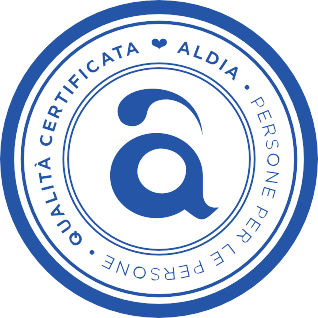 QUALITÀ CERTIFICATA ❤ ALDIA • PERSONE PER LE PERSONE •
a